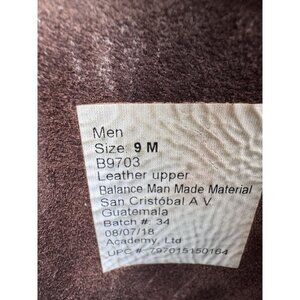 Men
Size 9 M
B9703
Leather upper
Balance Man Made Material
San Cristóbal A V
Guatemala
Batch #: 34
08/07/18
Academy, Ltd
UPC #: 797015150184